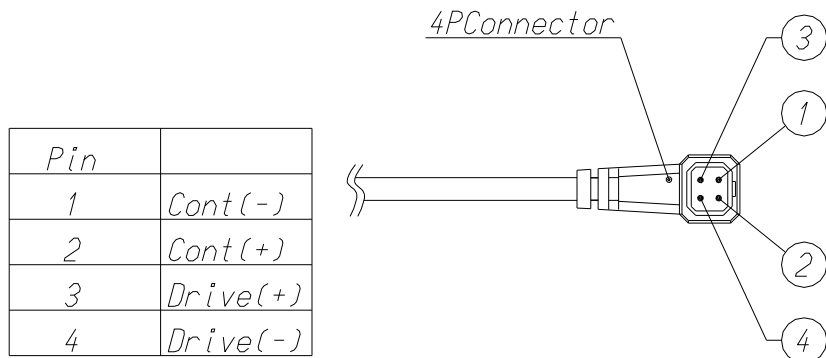 4PConnector
3
1
2
4
Pin
1 Cont(-)
2 Cont(+)
3 Drive(+)
4 Drive(-)